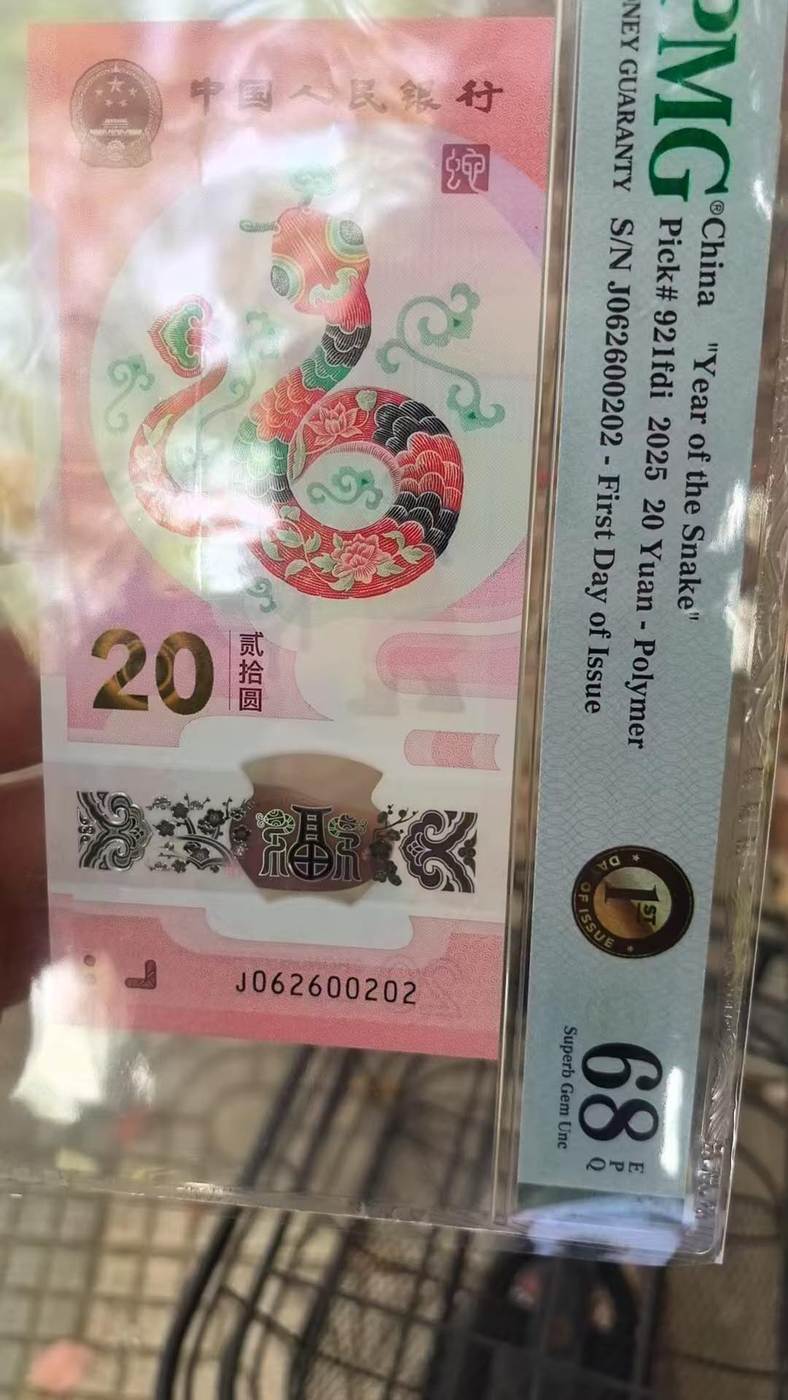 PMG
®
China "Year of the Snake"
Pick# 921fdi 2025 20 Yuan - Polymer
NEY GUARANTY S/N J062600202 - First Day of Issue
1ST
DAY OF ISSUE
68
EPQ
Superb Gem Unc
中国人民银行
蛇
20
贰拾圆
J062600202